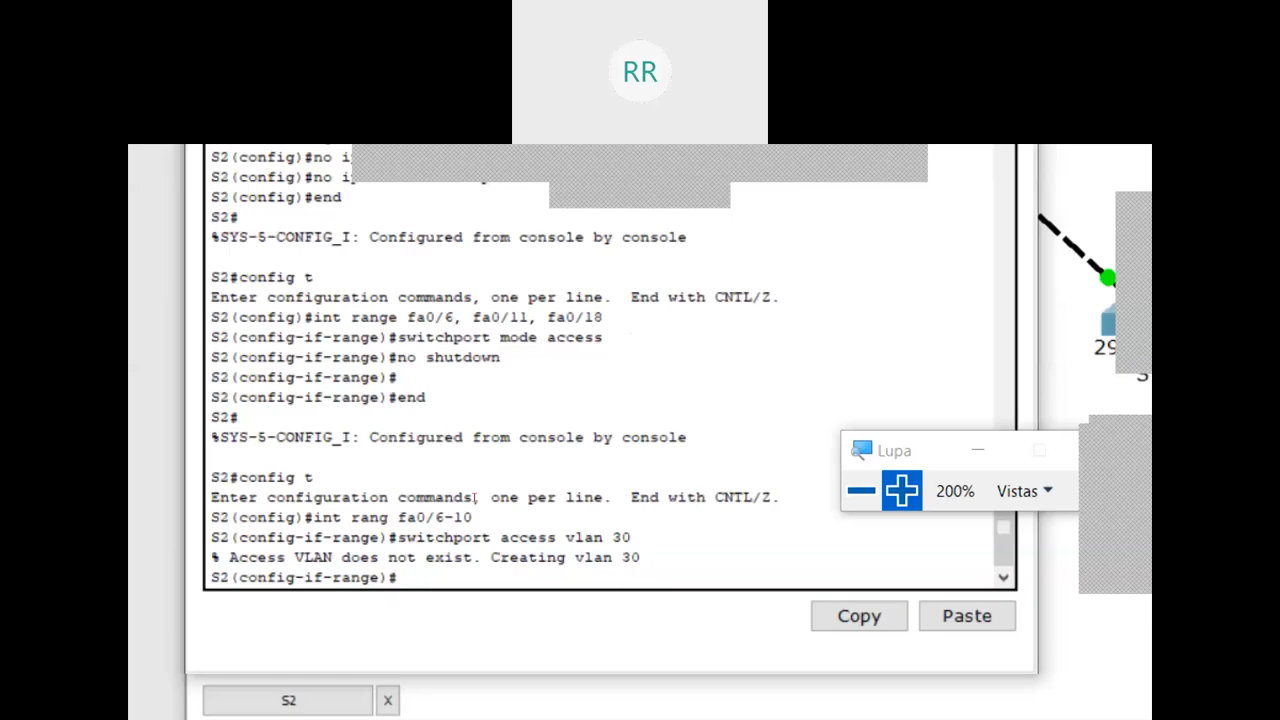 RR
S2(config)#no i
S2(config)#no i
S2(config)#end
S2#
%SYS-5-CONFIG_I: Configured from console by console
S2#config t
Enter configuration commands, one per line. End with CNTL/Z.
S2(config)#int range fa0/6, fa0/11, fa0/18
S2(config-if-range)#switchport mode access
S2(config-if-range)#no shutdown
S2(config-if-range)#
S2(config-if-range)#end
S2#
%SYS-5-CONFIG_I: Configured from console by console
S2#config t
Enter configuration commands, one per line. End with CNTL/Z.
S2(config)#int rang fa0/6-10
S2(config-if-range)#switchport access vlan 30
% Access VLAN does not exist. Creating vlan 30
S2(config-if-range)#
29
Lupa
200% Vistas
Copy Paste
S2 X